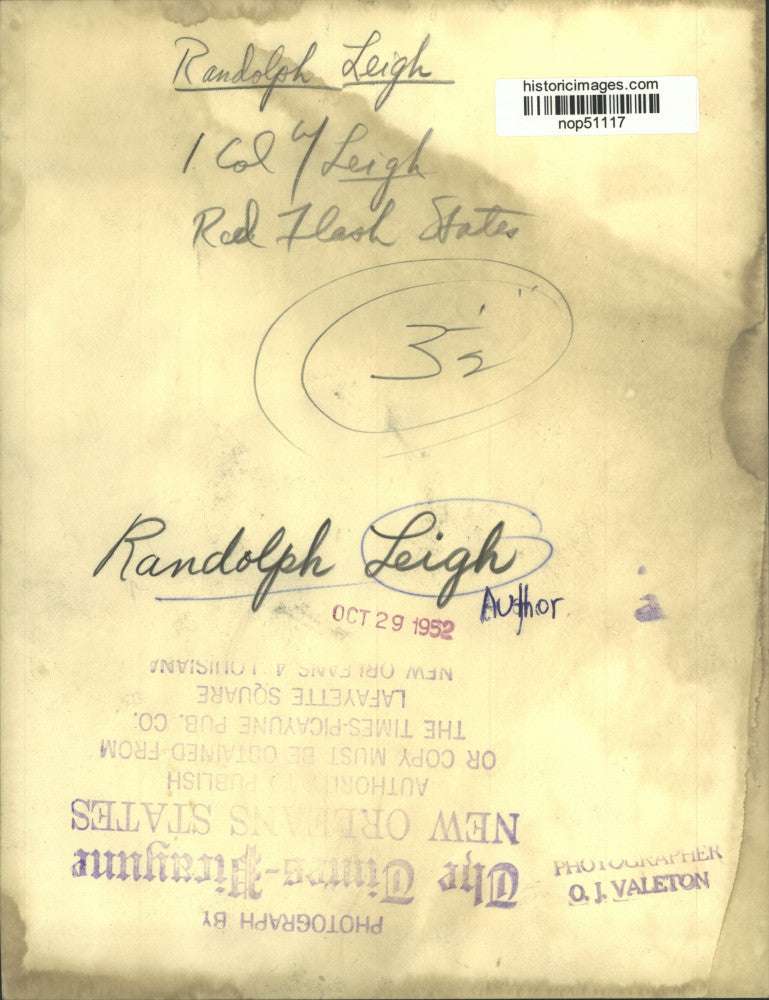 Randolph Leigh
historicimages.com
nop51117
1 Col w/ Leigh
Red Flash States
3"
Randolph Leigh
Author
OCT 29 1952
PHOTOGRAPH BY
The Times-Picayune
NEW ORLEANS STATES
AUTHORITY TO PUBLISH
OR COPY MUST BE OBTAINED FROM
THE TIMES-PICAYUNE PUB. CO.
LAFAYETTE SQUARE
NEW ORLEANS 4, LOUISIANA
PHOTOGRAPHER
O. J. VALETON